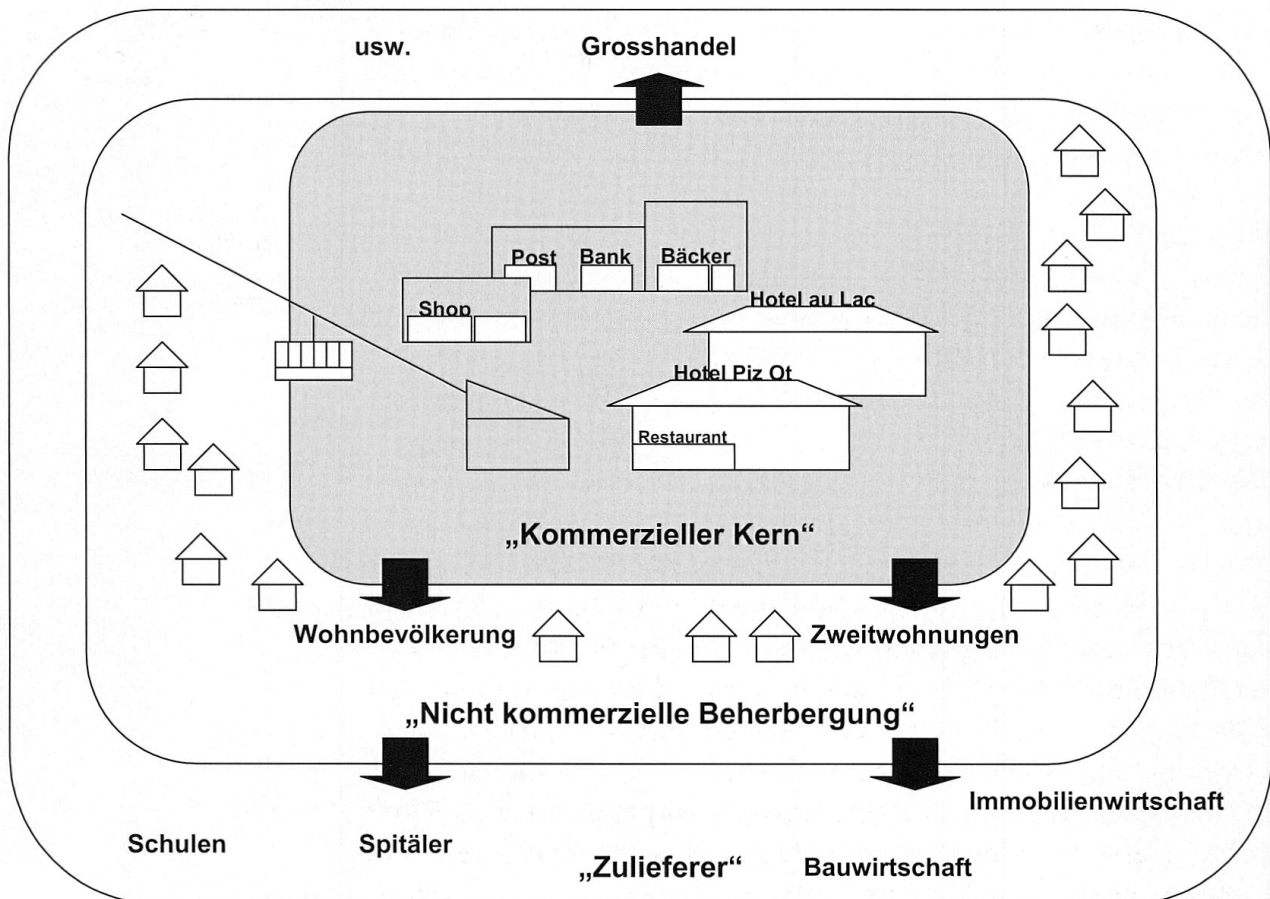 usw. Grosshandel
Post Bank Bäcker
Shop
Hotel au Lac
Hotel Piz Ot
Restaurant
„Kommerzieller Kern“
Wohnbevölkerung Zweitwohnungen
„Nicht kommerzielle Beherbergung“
Immobilienwirtschaft
Schulen Spitäler
„Zulieferer“ Bauwirtschaft